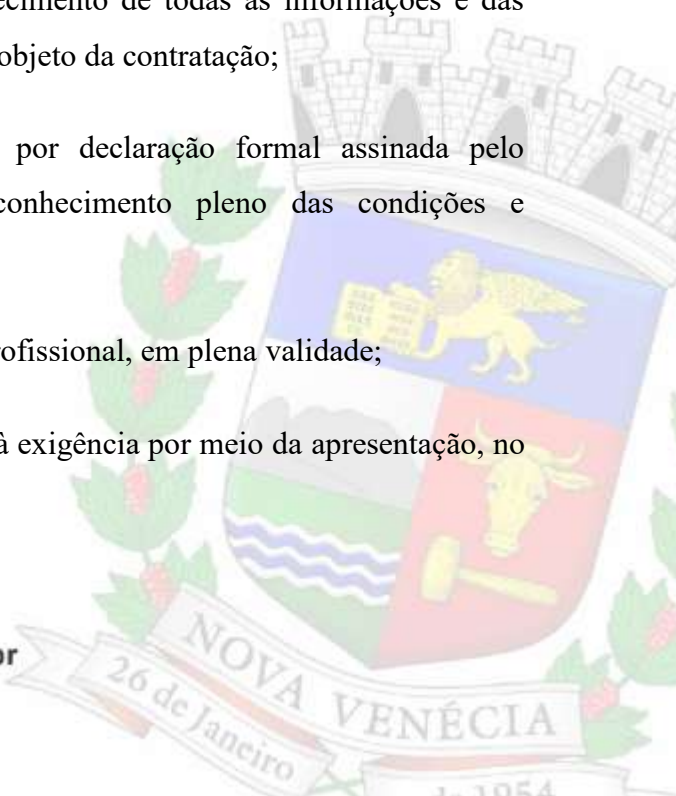 ecimento de todas as informações e das
objeto da contratação;
por declaração formal assinada pelo
conhecimento pleno das condições e
rofissional, em plena validade;
à exigência por meio da apresentação, no
or
NOVA VENÉCIA
26 de Janeiro
de 1954